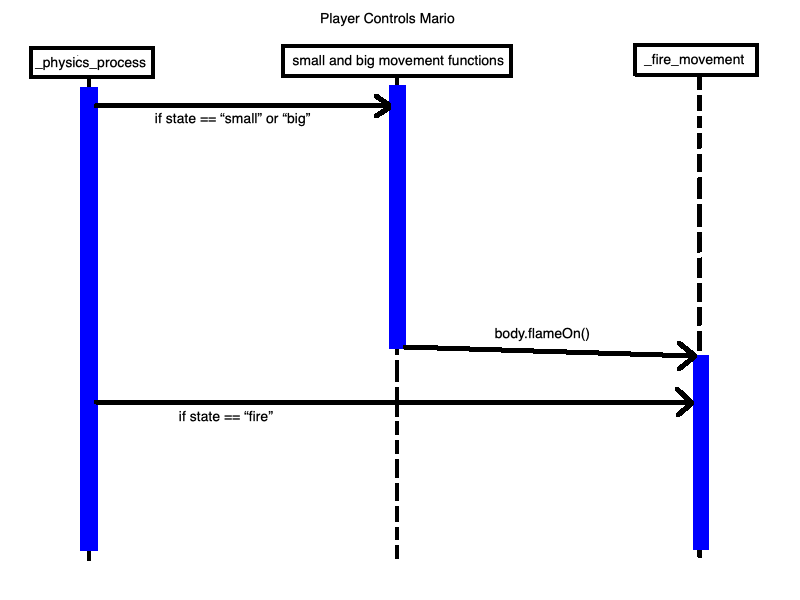 Player Controls Mario
_physics_process
small and big movement functions
_fire_movement
if state == “small” or “big”
body.flameOn()
if state == “fire”